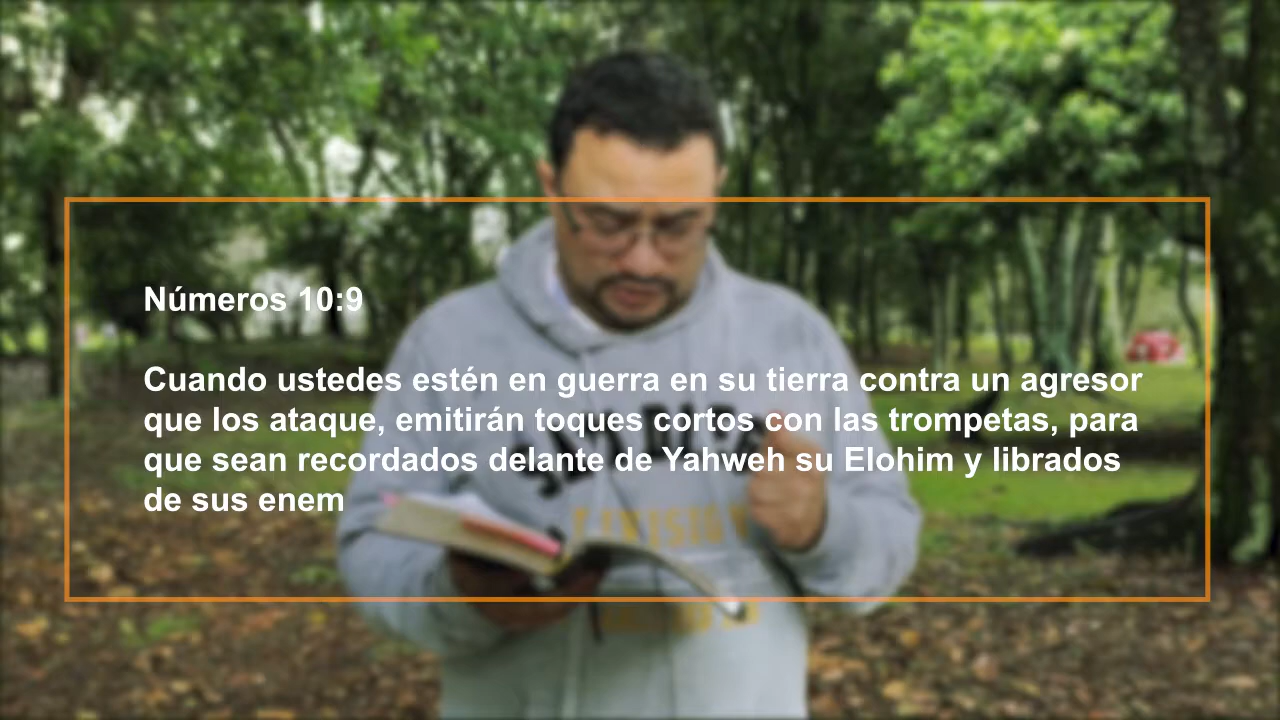 Números 10:9
Cuando ustedes estén en guerra en su tierra contra un agresor
que los ataque, emitirán toques cortos con las trompetas, para
que sean recordados delante de Yahweh su Elohim y librados
de sus enem